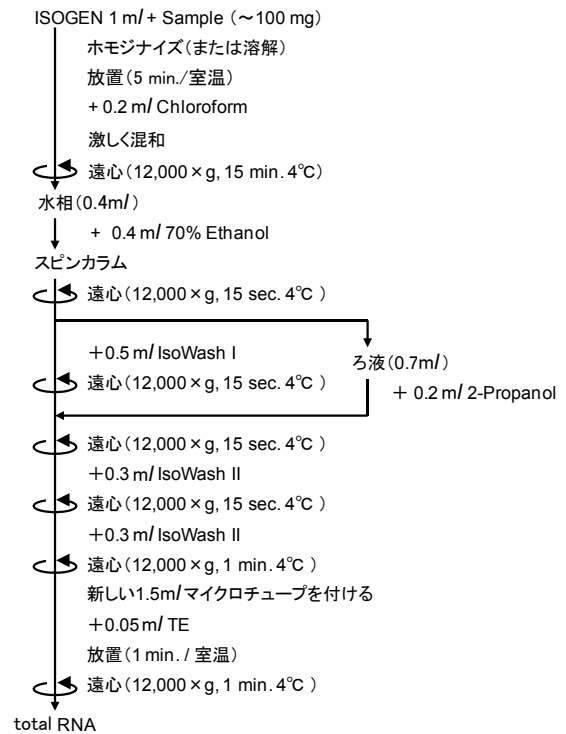 ISOGEN 1 ml + Sample (～100 mg)
ホモジナイズ(または溶解)
放置(5 min./室温)
+ 0.2 ml Chloroform
激しく混和
遠心(12,000×g, 15 min. 4℃)
水相(0.4ml)
+ 0.4 ml 70% Ethanol
スピンカラム
遠心(12,000×g, 15 sec. 4℃ )
+0.5 ml IsoWash I
ろ液(0.7ml)
遠心(12,000×g, 15 sec. 4℃ )
+ 0.2 ml 2-Propanol
遠心(12,000×g, 15 sec. 4℃ )
+0.3 ml IsoWash II
遠心(12,000×g, 15 sec. 4℃ )
+0.3 ml IsoWash II
遠心(12,000×g, 1 min. 4℃ )
新しい1.5ml マイクロチューブを付ける
+0.05 ml TE
放置(1 min. / 室温)
遠心(12,000×g, 1 min. 4℃ )
total RNA